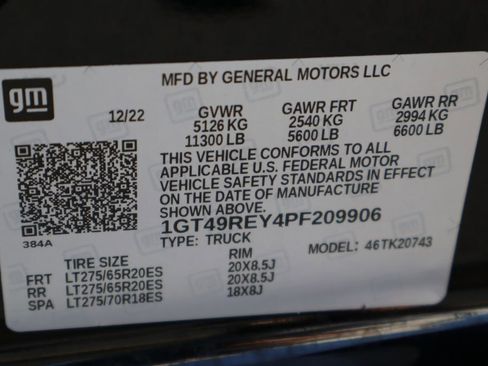 gm
MFD BY GENERAL MOTORS LLC
12/22 GVWR GAWR FRT GAWR RR
5126 KG 2540 KG 2994 KG
11300 LB 5600 LB 6600 LB
THIS VEHICLE CONFORMS TO ALL
APPLICABLE U.S. FEDERAL MOTOR
VEHICLE SAFETY STANDARDS IN EFFECT
ON THE DATE OF MANUFACTURE
SHOWN ABOVE.
1GT49REY4PF209906
384A TYPE: TRUCK MODEL: 46TK20743
TIRE SIZE RIM
FRT LT275/65R20ES 20X8.5J
RR LT275/65R20ES 20X8.5J
SPA LT275/70R18ES 18X8J